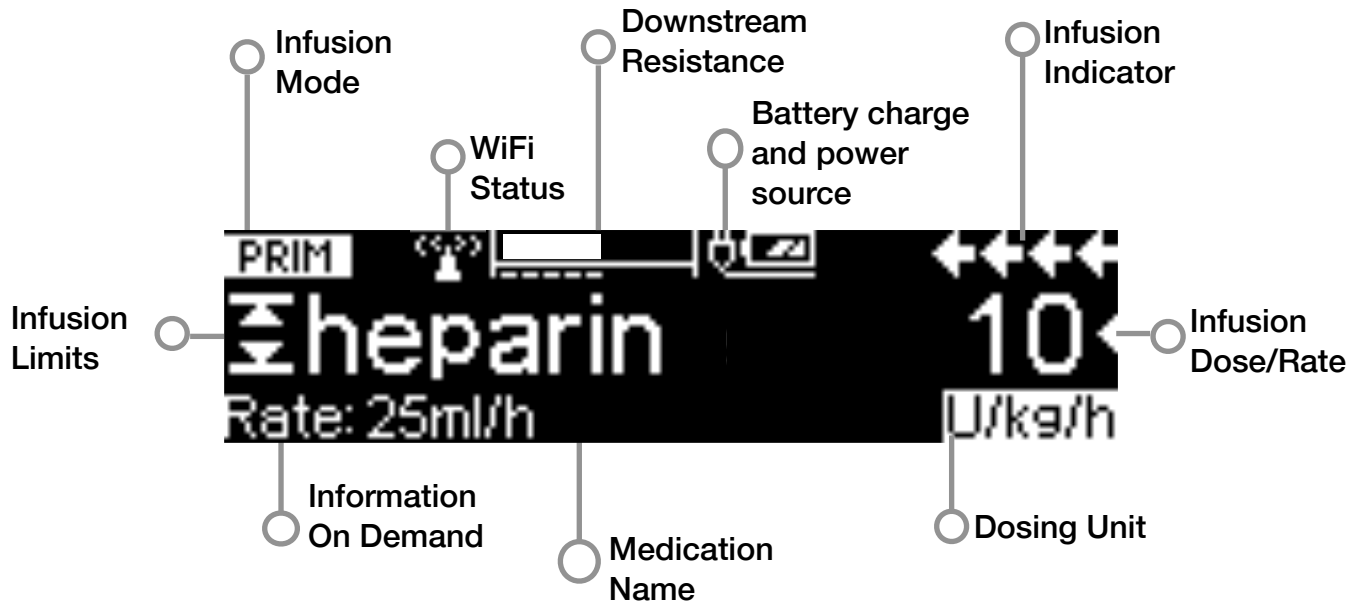 Infusion
Mode
Downstream
Resistance
Infusion
Indicator
WiFi
Status
Battery charge
and power
source
PRIM
Infusion
Limits
heparin
10
Infusion
Dose/Rate
Rate: 25ml/h
U/kg/h
Information
On Demand
Medication
Name
Dosing Unit